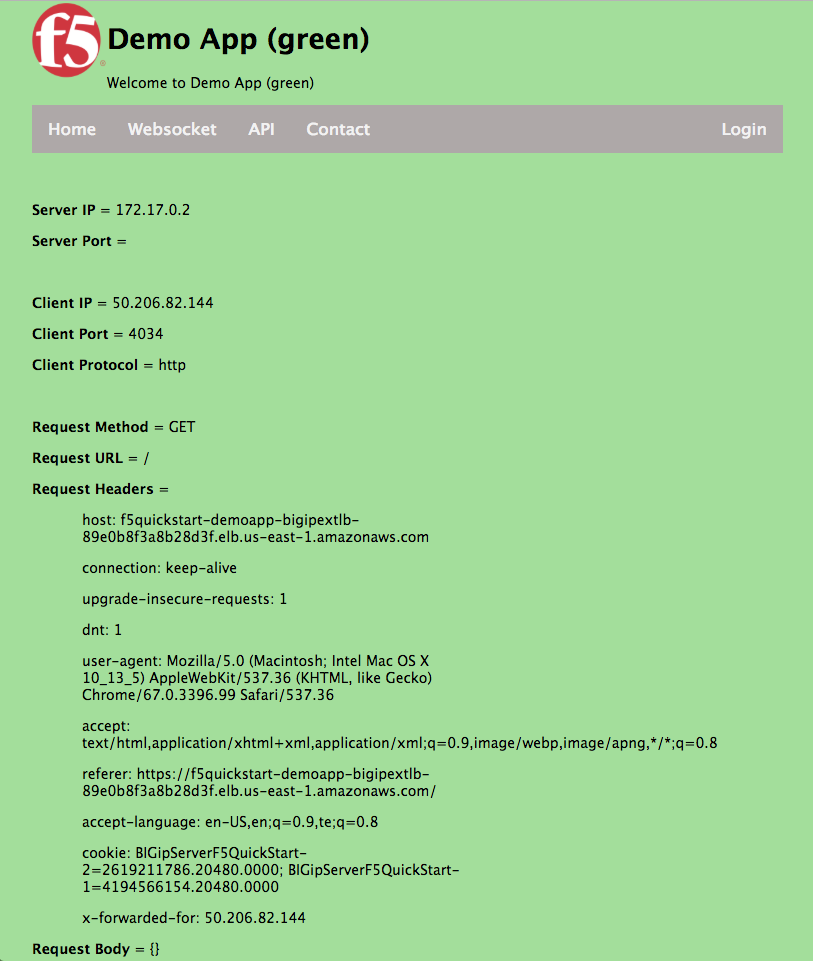 f5
®
Demo App (green)
Welcome to Demo App (green)
Home Websocket API Contact Login
Server IP = 172.17.0.2
Server Port =
Client IP = 50.206.82.144
Client Port = 4034
Client Protocol = http
Request Method = GET
Request URL = /
Request Headers =
host: f5quickstart-demoapp-bigipextlb-
89e0b8f3a8b28d3f.elb.us-east-1.amazonaws.com
connection: keep-alive
upgrade-insecure-requests: 1
dnt: 1
user-agent: Mozilla/5.0 (Macintosh; Intel Mac OS X
10_13_5) AppleWebKit/537.36 (KHTML, like Gecko)
Chrome/67.0.3396.99 Safari/537.36
accept:
text/html,application/xhtml+xml,application/xml;q=0.9,image/webp,image/apng,*/*;q=0.8
referer: https://f5quickstart-demoapp-bigipextlb-
89e0b8f3a8b28d3f.elb.us-east-1.amazonaws.com/
accept-language: en-US,en;q=0.9,te;q=0.8
cookie: BIGipServerF5QuickStart-
2=2619211786.20480.0000; BIGipServerF5QuickStart-
1=4194566154.20480.0000
x-forwarded-for: 50.206.82.144
Request Body = {}